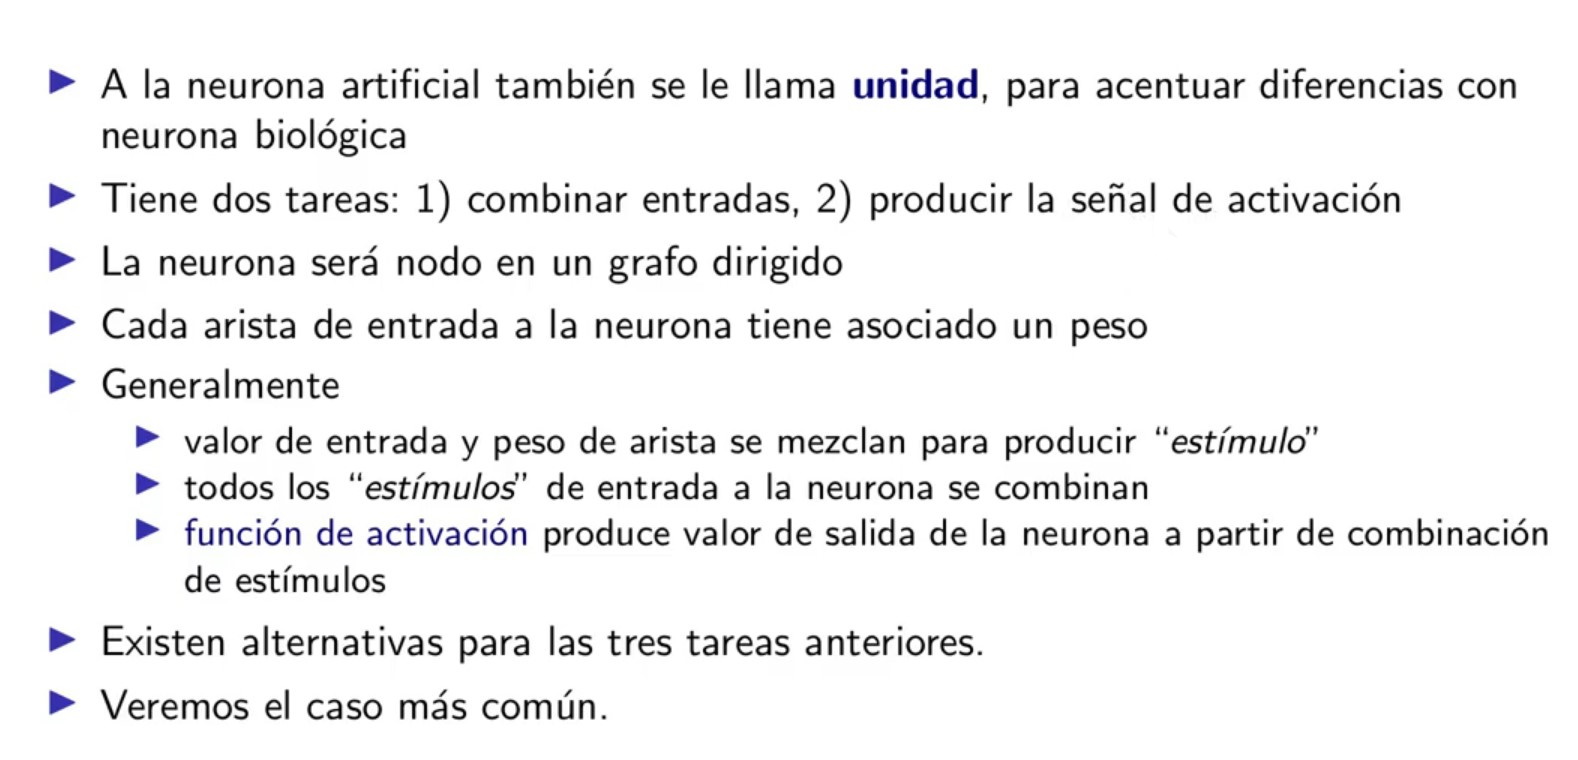 A la neurona artificial también se le llama unidad, para acentuar diferencias con
neurona biológica
Tiene dos tareas: 1) combinar entradas, 2) producir la señal de activación
La neurona será nodo en un grafo dirigido
Cada arista de entrada a la neurona tiene asociado un peso
Generalmente
valor de entrada y peso de arista se mezclan para producir “estímulo”
todos los “estímulos” de entrada a la neurona se combinan
función de activación produce valor de salida de la neurona a partir de combinación
de estímulos
Existen alternativas para las tres tareas anteriores.
Veremos el caso más común.